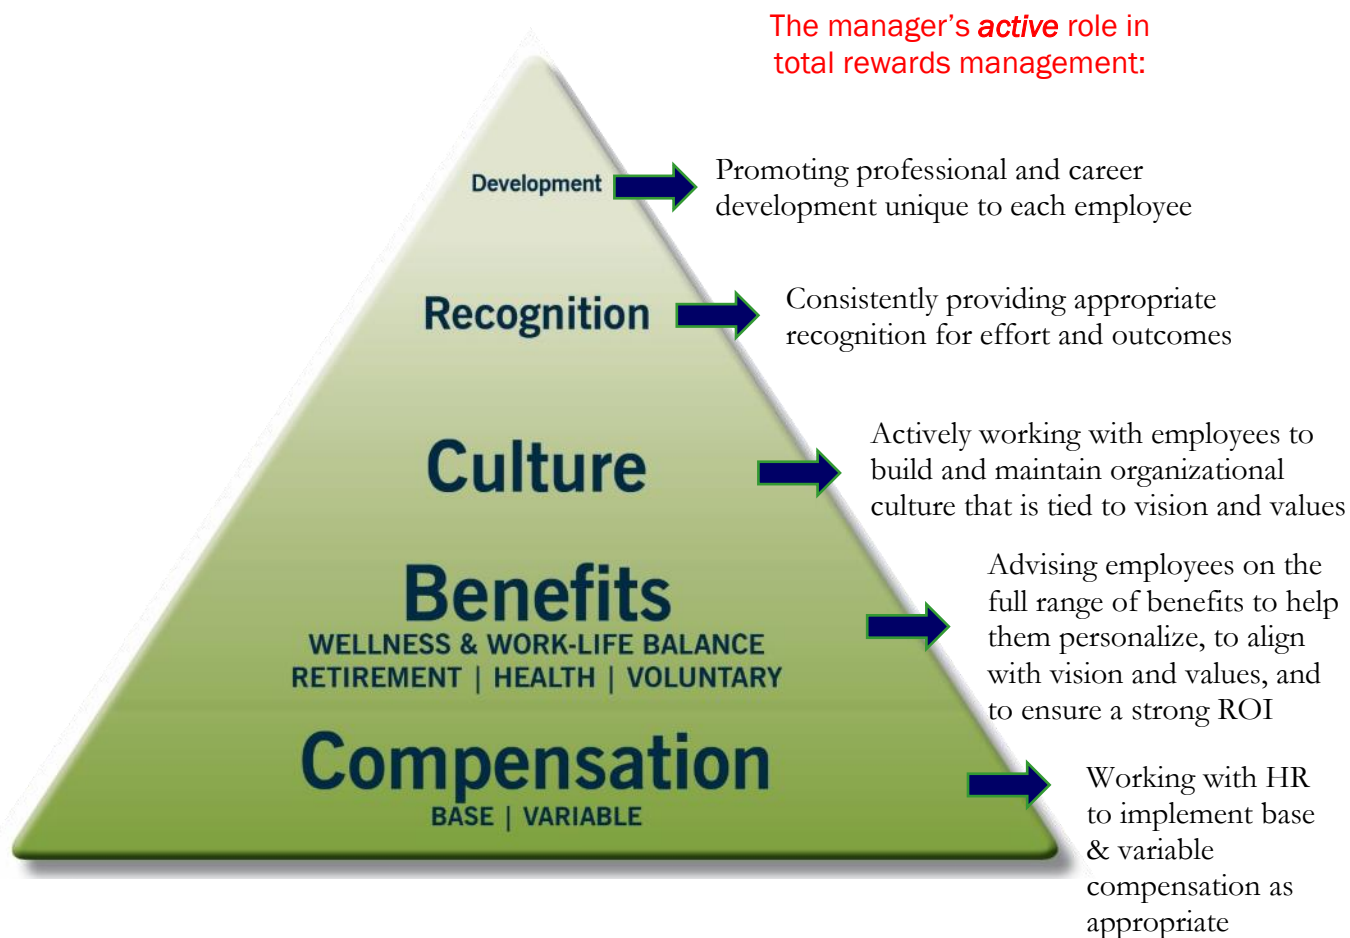 The manager’s active role in
total rewards management:
Development
Promoting professional and career
development unique to each employee
Recognition
Consistently providing appropriate
recognition for effort and outcomes
Culture
Actively working with employees to
build and maintain organizational
culture that is tied to vision and values
Benefits
WELLNESS & WORK-LIFE BALANCE
RETIREMENT | HEALTH | VOLUNTARY
Advising employees on the
full range of benefits to help
them personalize, to align
with vision and values, and
to ensure a strong ROI
Compensation
BASE | VARIABLE
Working with HR
to implement base
& variable
compensation as
appropriate